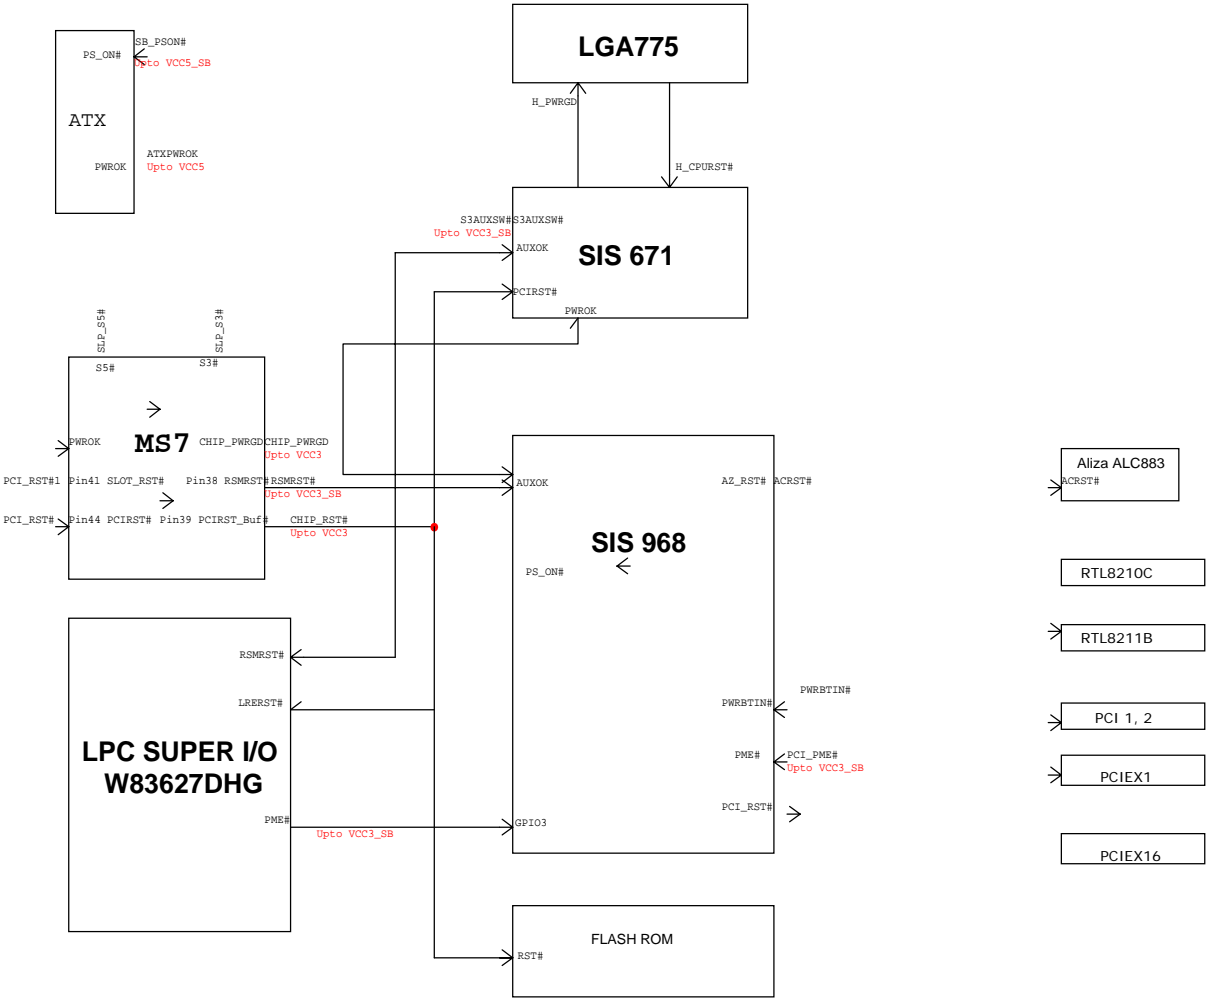 SB_PSON#
PS_ON#
Upto VCC5_SB
ATX
ATXPWROK
PWROK
Upto VCC5
LGA775
H_PWRGD
H_CPURST#
S3AUXSW#S3AUXSW#
Upto VCC3_SB
AUXOK
SIS 671
PCIRST#
PWROK
SLP_S5#
SLP_S3#
S5#
S3#
PWROK
MS7
CHIP_PWRGD
CHIP_PWRGD
Upto VCC3
PCI_RST#1
Pin41 SLOT_RST#
Pin38 RSMRST#
RSMRST#
Upto VCC3_SB
PCI_RST#
Pin44 PCIRST#
Pin39 PCIRST_Buf#
CHIP_RST#
Upto VCC3
AUXOK
AZ_RST#
ACRST#
SIS 968
PS_ON#
PWRBTIN#
PWRBTIN#
PME#
PCI_PME#
Upto VCC3_SB
PCI_RST#
GPIO3
RSMRST#
LRERST#
LPC SUPER I/O
W83627DHG
PME#
Upto VCC3_SB
FLASH ROM
RST#
Aliza ALC883
ACRST#
RTL8210C
RTL8211B
PCI 1, 2
PCIEX1
PCIEX16